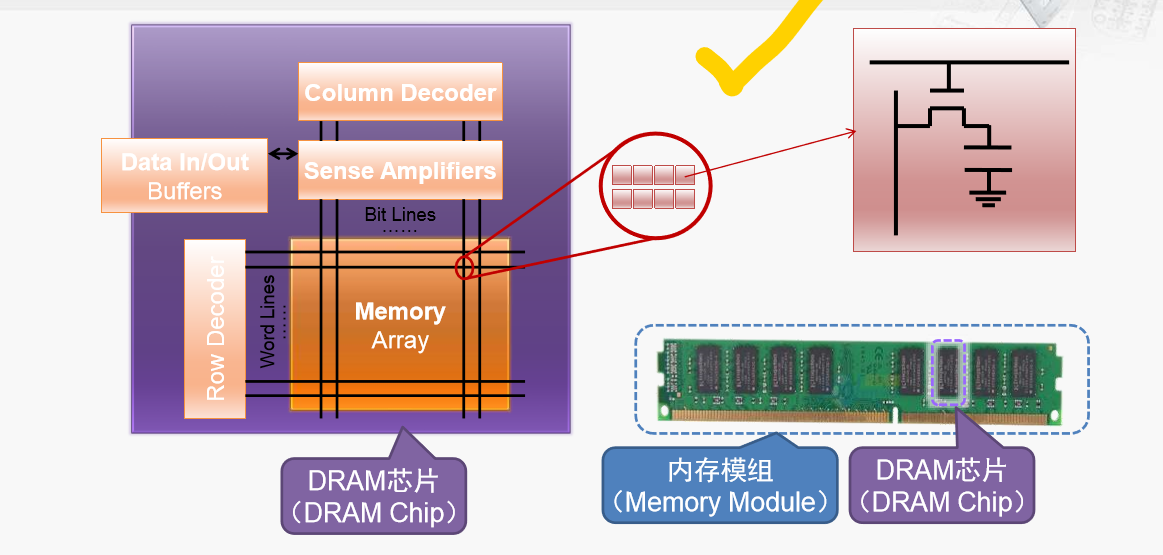 Column Decoder
Data In/Out
Buffers
Sense Amplifiers
Bit Lines
……
Row Decoder
Word Lines
……
Memory
Array
DRAM芯片
（DRAM Chip）
内存模组
（Memory Module）
DRAM芯片
（DRAM Chip）